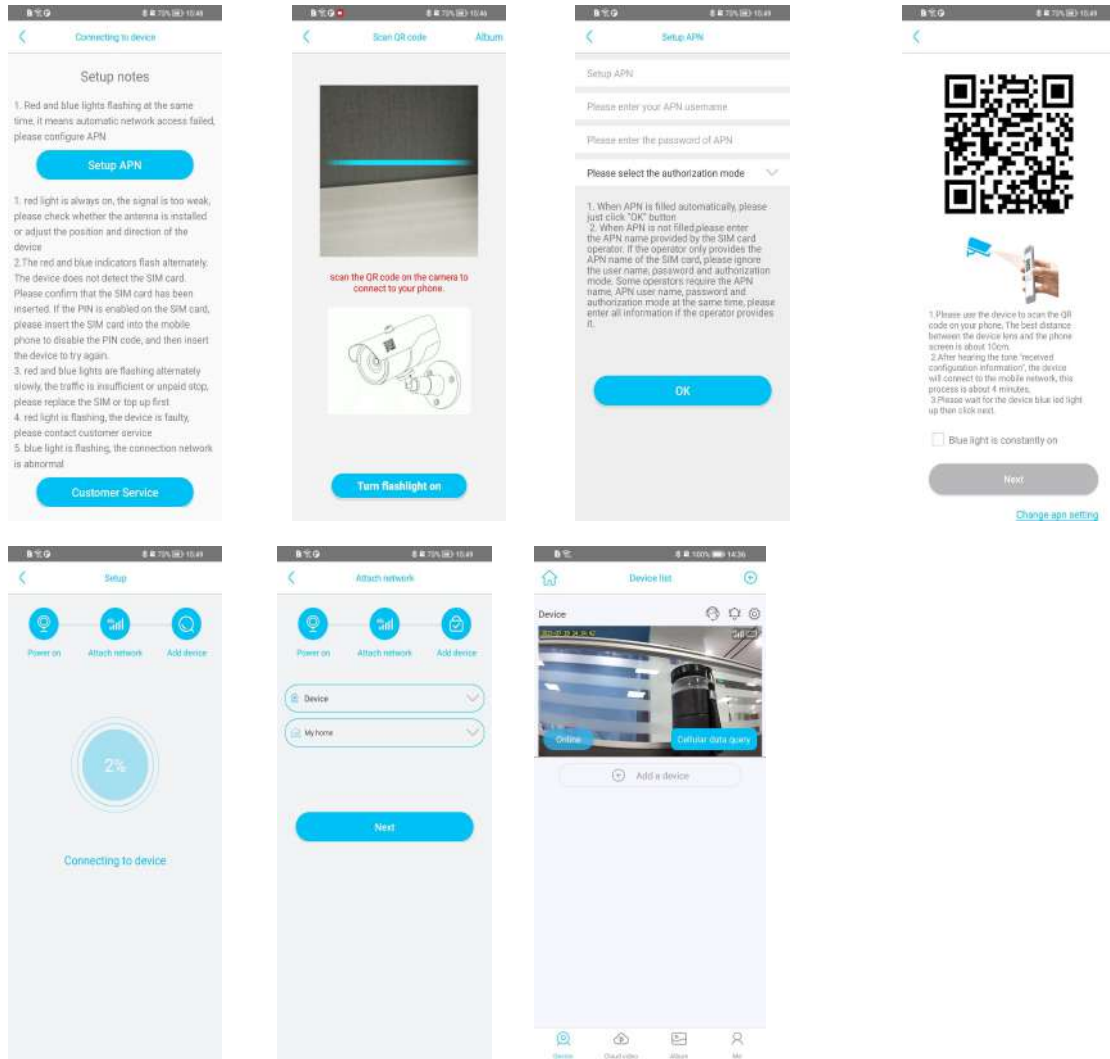 Connecting to device
Setup notes
1. Red and blue lights flashing at the same
time, it means automatic network access failed,
please configure APN
Setup APN
1. red light is always on, the signal is too weak,
please check whether the antenna is installed
or adjust the position and direction of the
device
2.The red and blue indicators flash alternately.
The device does not detect the SIM card.
Please confirm that the SIM card has been
inserted. If the PIN is enabled on the SIM card,
please insert the SIM card into the mobile
phone to disable the PIN code, and then insert
the device to try again.
3. red and blue lights are flashing alternately
slowly, the traffic is insufficient or unpaid stop,
please replace the SIM or top up first
4. red light is flashing, the device is faulty,
please contact customer service
5. blue light is flashing, the connection network
is abnormal
Customer Service
Scan QR code
Album
scan the QR code on the camera to
connect to your phone.
Turn flashlight on
Setup APN
Setup APN
Please enter your APN username
Please enter the password of APN
Please select the authorization mode
1. When APN is filled automatically, please
just click "OK" button
2. When APN is not filled,please enter
the APN name provided by the SIM card
operator. If the operator only provides the
APN name of the SIM card, please ignore
the user name, password and authorization
mode. Some operators require the APN
name, APN user name, password and
authorization mode at the same time, please
enter all information if the operator provides
it.
OK
1.Please use the device to scan the QR
code on your phone. The best distance
between the device lens and the phone
screen is about 10cm.
2.After hearing the tone "received
configuration information", the device
will connect to the mobile network, this
process is about 4 minutes.
3.Please wait for the device blue led light
up then click next.
Blue light is constantly on
Next
Change apn setting
75% 10:49
Setup
Power on
Attach network
Add device
2%
Connecting to device
75% 10:49
Attach network
Power on
Attach network
Add device
Device
My home
Next
100% 14:36
Device list
Device
Online
Cellular data query
Add a device
Device
Cloud video
Album
Me